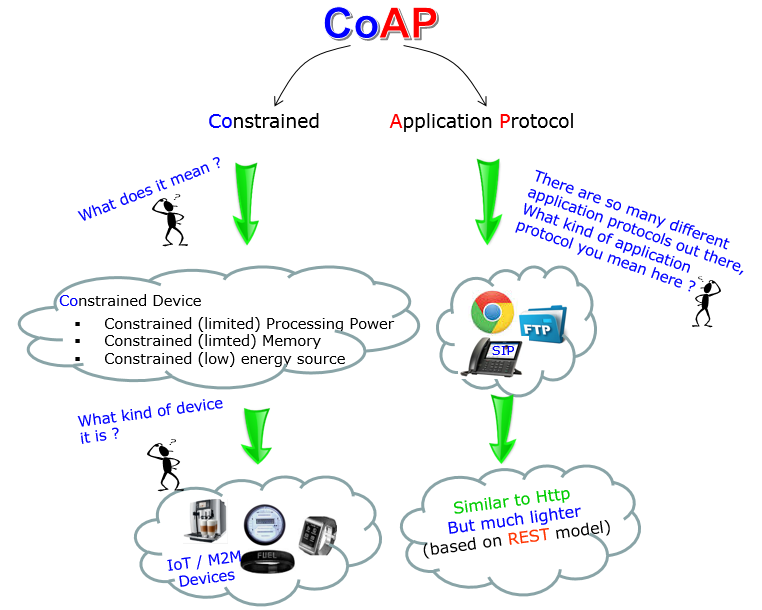 CoAP
Constrained
Application Protocol
What does it mean ?
There are so many different
application protocols out there,
What kind of application
protocol you mean here ?
Constrained Device
▪ Constrained (limited) Processing Power
▪ Constrained (limted) Memory
▪ Constrained (low) energy source
FTP
SIP
What kind of device
it is ?
IoT / M2M
Devices
FUEL
Similar to Http
But much lighter
(based on REST model)